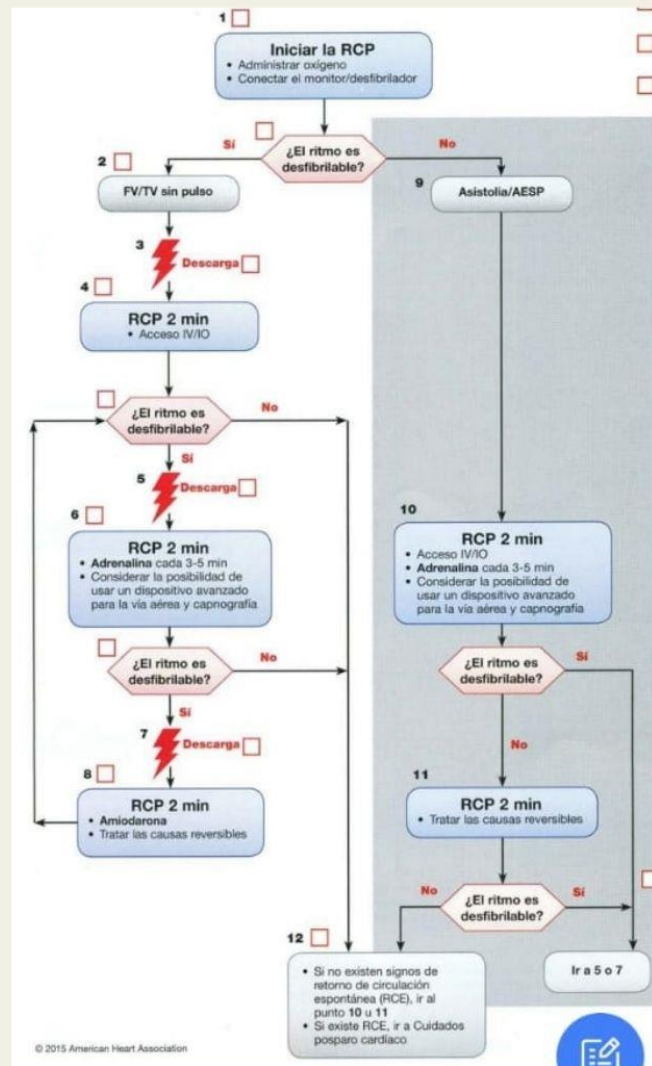 1
Iniciar la RCP
• Administrar oxígeno
• Conectar el monitor/desfibrilador
¿El ritmo es
desfibrilable?
Sí
No
2
FV/TV sin pulso
9
Asistolia/AESP
3
Descarga
4
RCP 2 min
• Acceso IV/IO
¿El ritmo es
desfibrilable?
No
Sí
5
Descarga
6
RCP 2 min
• Adrenalina cada 3-5 min
• Considerar la posibilidad de
usar un dispositivo avanzado
para la vía aérea y capnografía
¿El ritmo es
desfibrilable?
No
Sí
7
Descarga
8
RCP 2 min
• Amiodarona
• Tratar las causas reversibles
10
RCP 2 min
• Acceso IV/IO
• Adrenalina cada 3-5 min
• Considerar la posibilidad de
usar un dispositivo avanzado
para la vía aérea y capnografía
¿El ritmo es
desfibrilable?
Sí
No
11
RCP 2 min
• Tratar las causas reversibles
No
¿El ritmo es
desfibrilable?
Sí
12
• Si no existen signos de
retorno de circulación
espontánea (RCE), ir al
punto 10 u 11
• Si existe RCE, ir a Cuidados
posparo cardíaco
Ir a 5 o 7
© 2015 American Heart Association